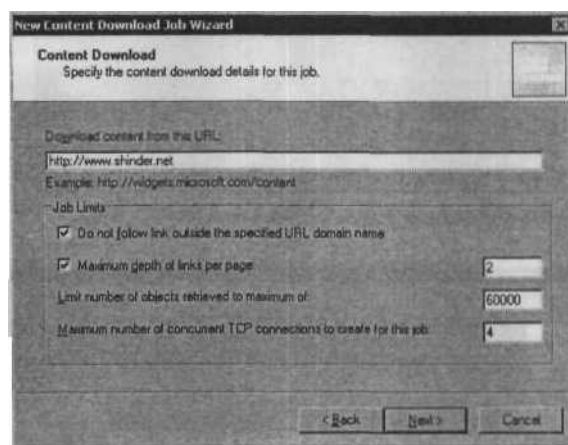 New Content Download Job Wizard
Content Download
Specify the content download details for this job.
Download content from this URL:
http://www.shinder.net
Example: http://widgets.microsoft.com/content
Job Limits
Do not follow link outside the specified URL domain name
Maximum depth of links per page: 2
Limit number of objects retrieved to maximum of: 60000
Maximum number of concurrent TCP connections to create for this job: 4
< Back Next > Cancel